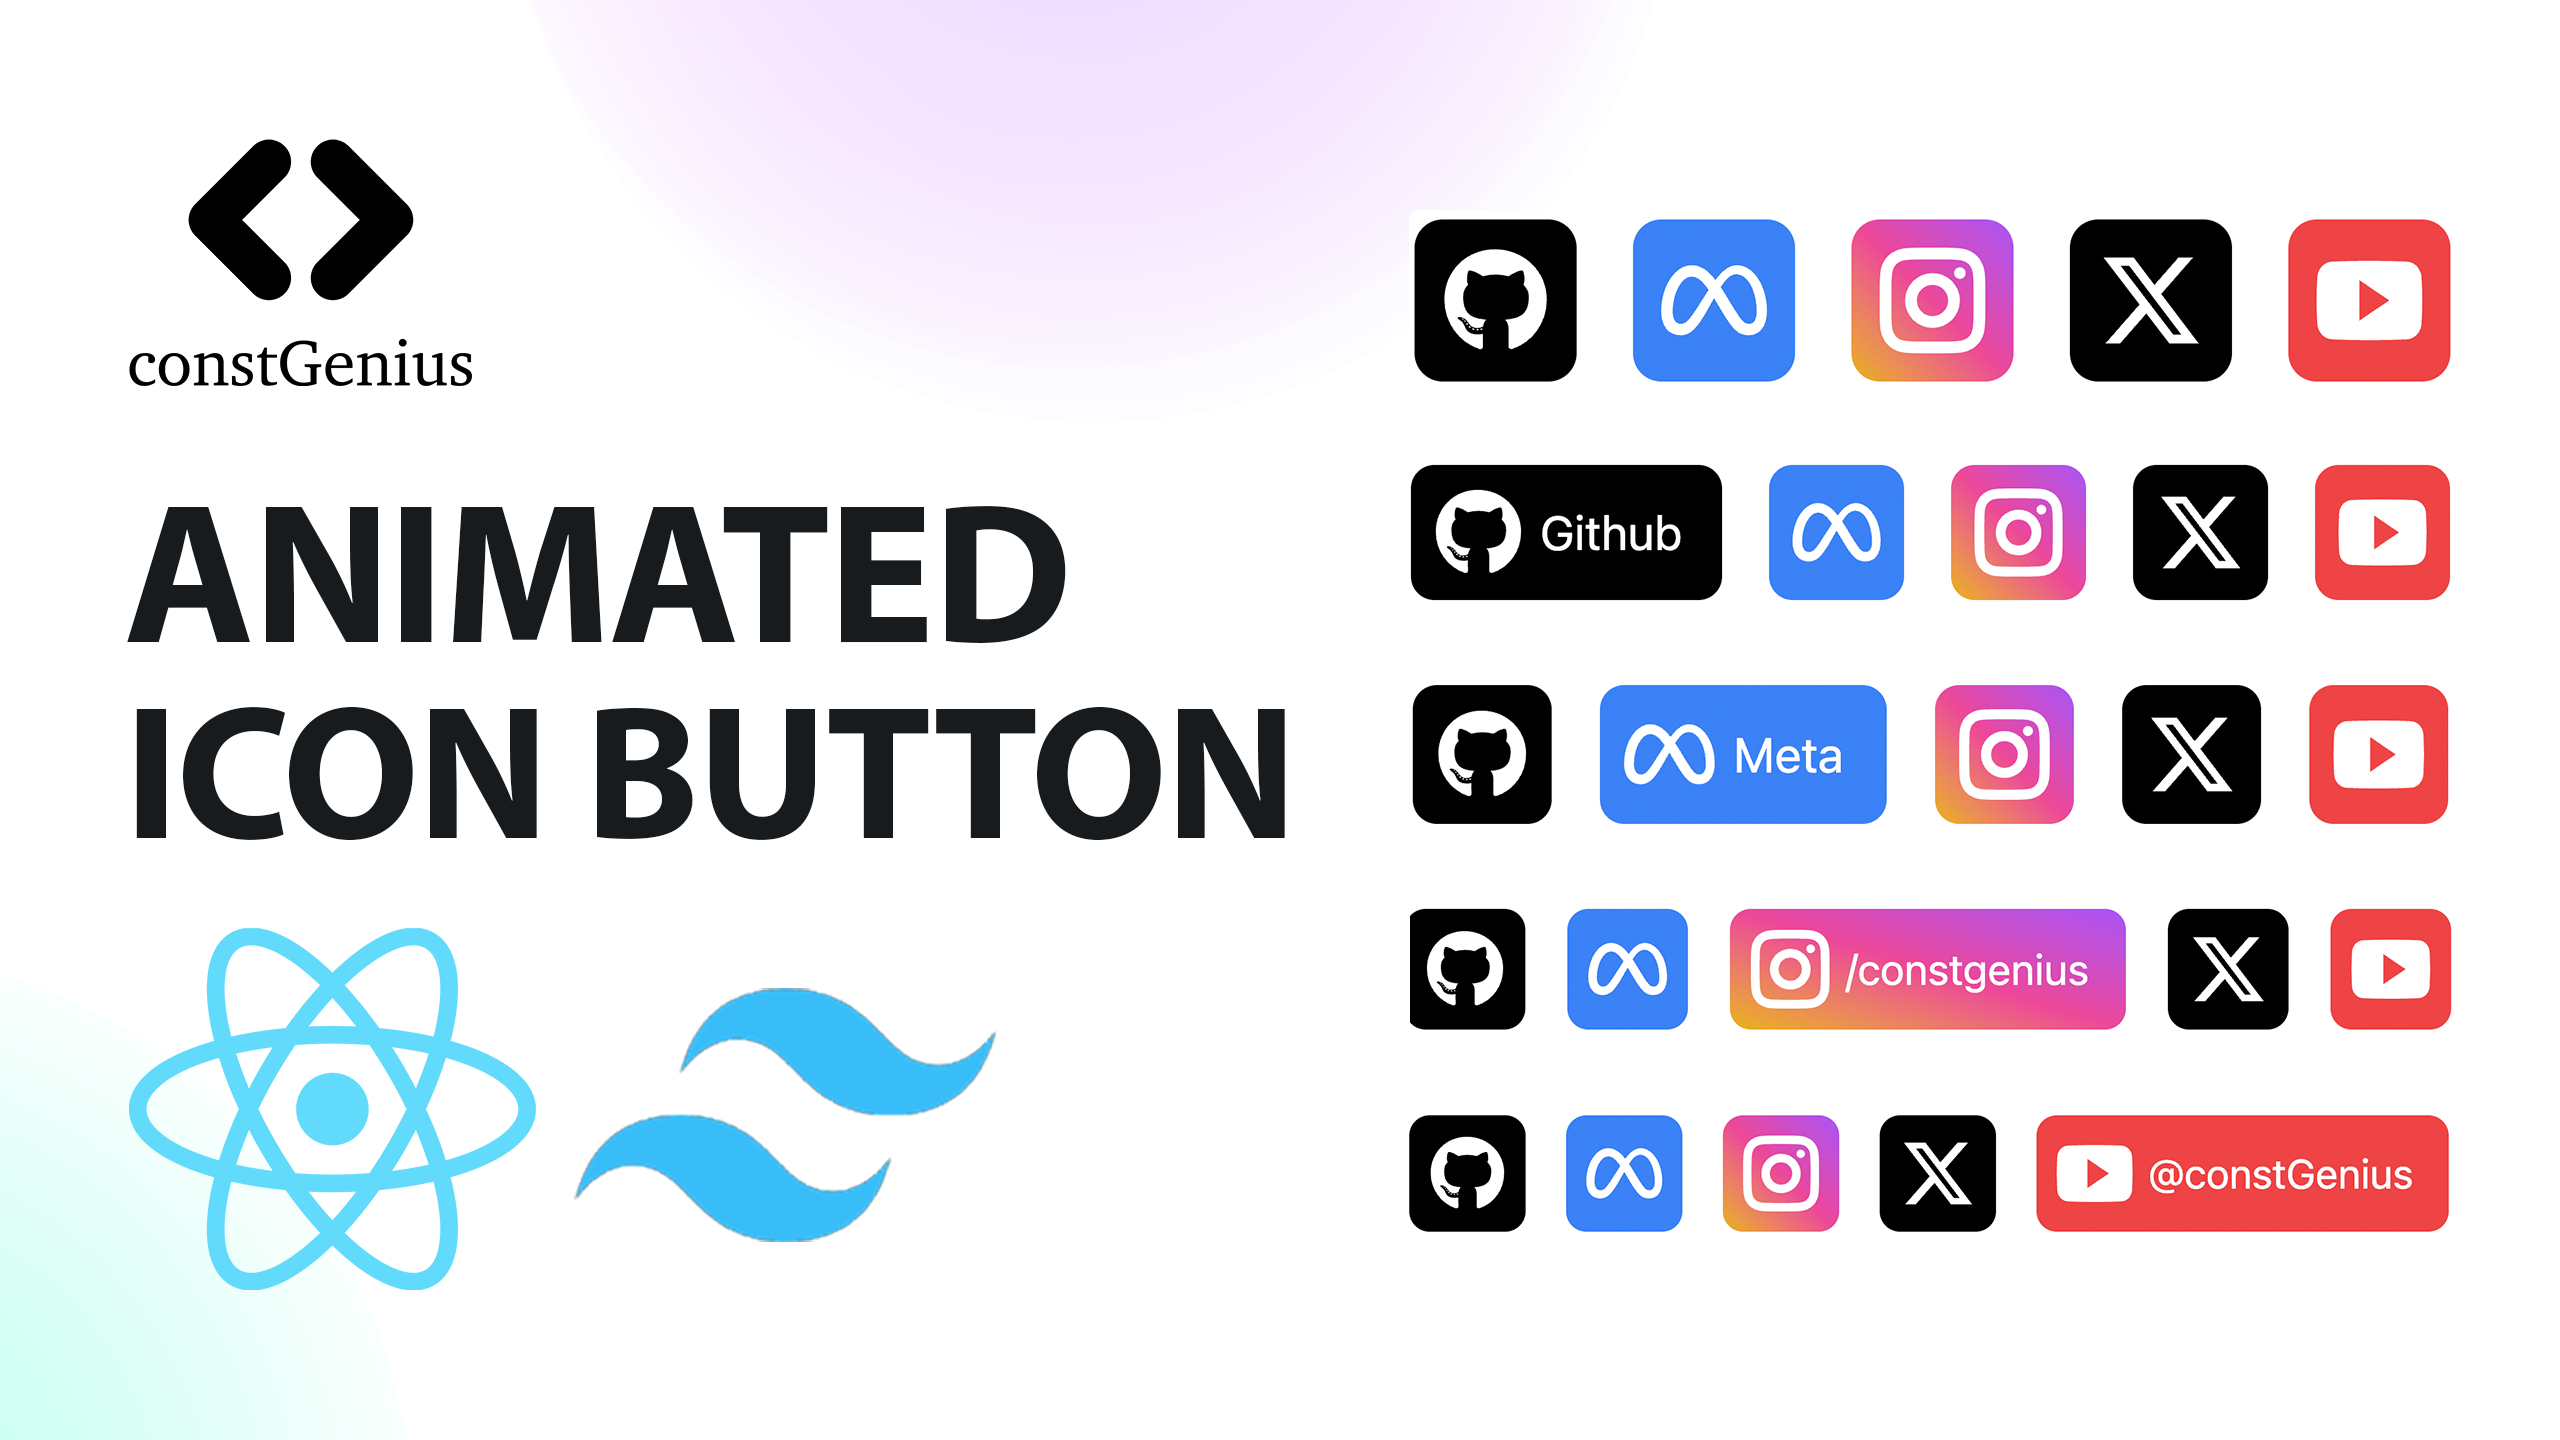 constGenius
ANIMATED
ICON BUTTON
Github
Meta
/constgenius
@constGenius